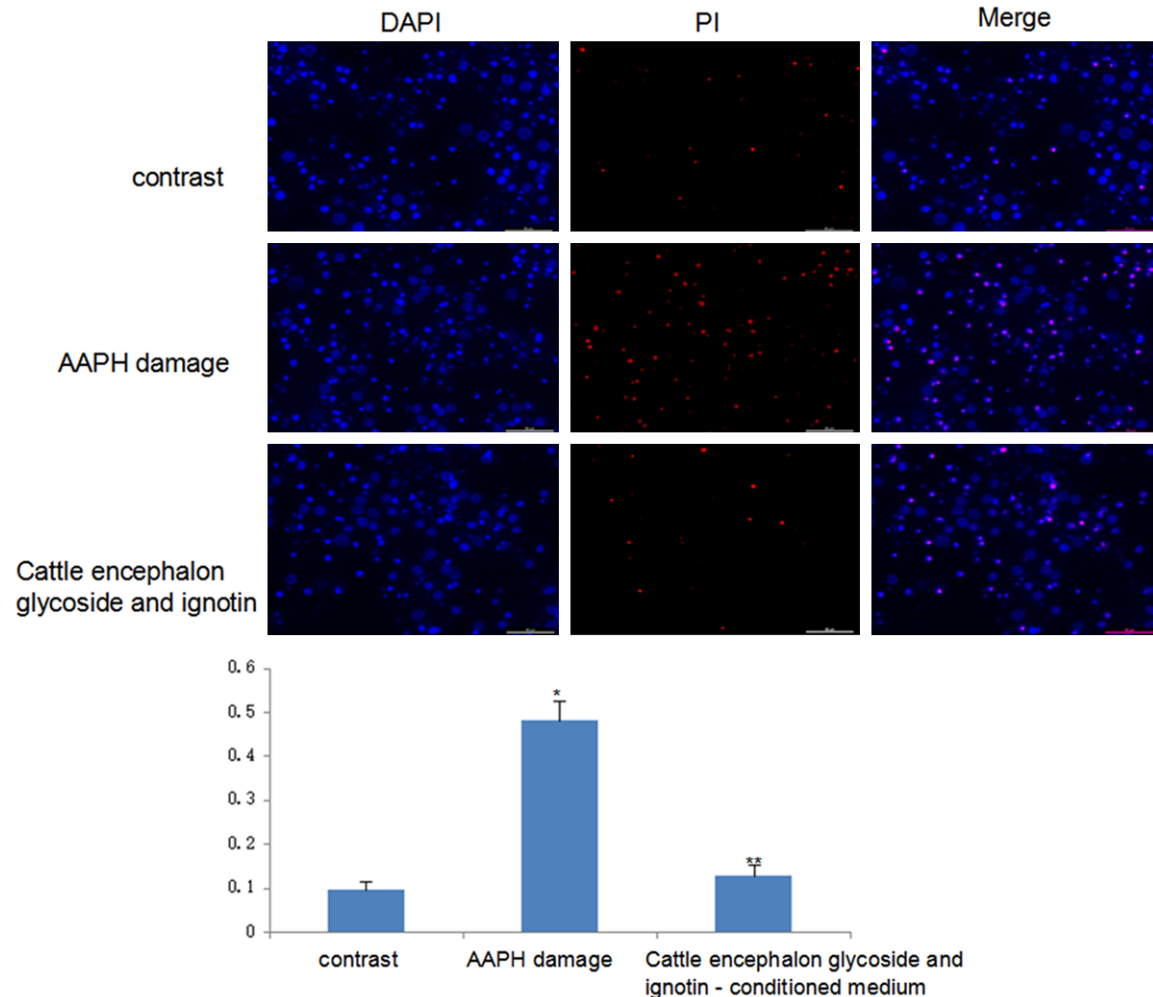 DAPI PI Merge
contrast
AAPH damage
Cattle encephalon
glycoside and ignotin
0.6
0.5
0.4
0.3
0.2
0.1
0
*
**
contrast AAPH damage Cattle encephalon glycoside and
ignotin - conditioned medium